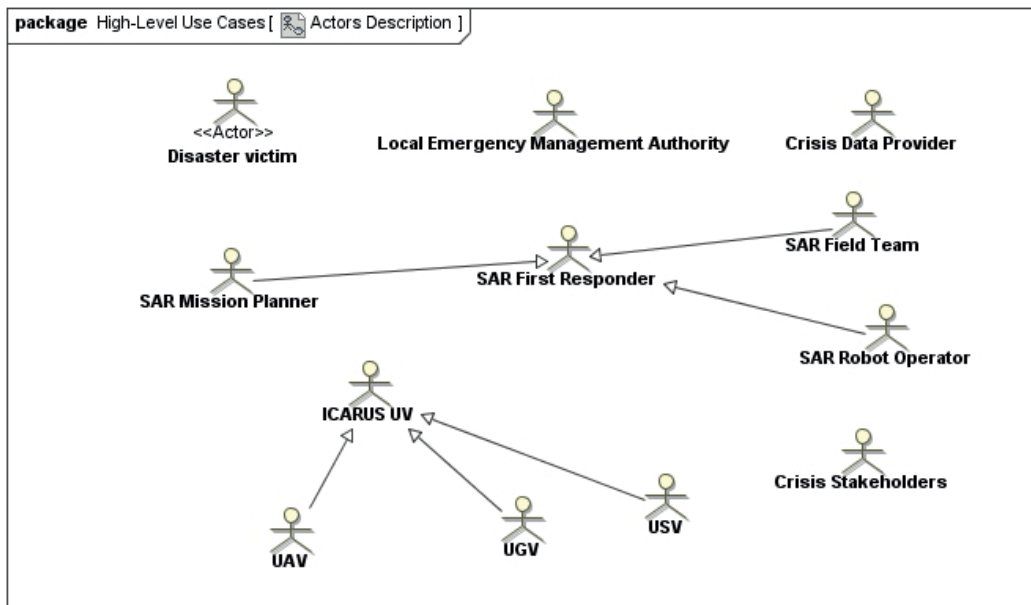 package High-Level Use Cases [ Actors Description ]
<<Actor>>
Disaster victim
Local Emergency Management Authority
Crisis Data Provider
SAR Field Team
SAR First Responder
SAR Mission Planner
SAR Robot Operator
ICARUS UV
Crisis Stakeholders
USV
UGV
UAV